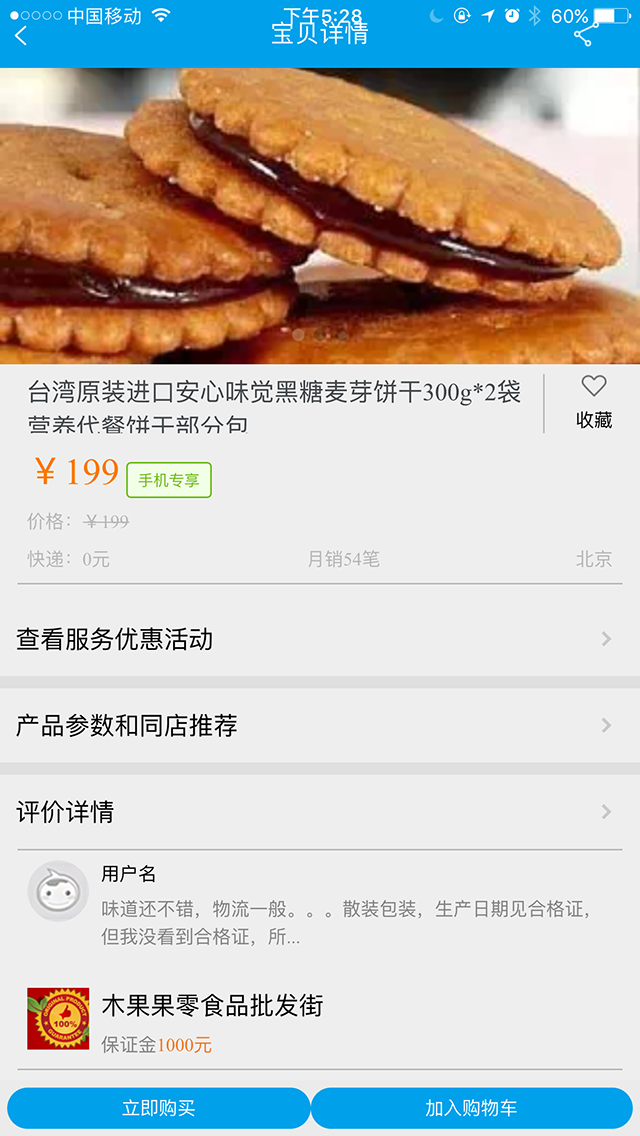 中国移动 下午5:28 60%
宝贝详情
台湾原装进口安心味觉黑糖麦芽饼干300g*2袋
营养代餐饼干部分包
收藏
￥199 手机专享
价格：￥199
快递：0元 月销54笔 北京
查看服务优惠活动
产品参数和同店推荐
评价详情
用户名
味道还不错，物流一般。。。散装包装，生产日期见合格证，
但我没看到合格证，所...
ORIGINAL PRODUCT
100%
GUARANTEE
木果果零食品批发街
保证金1000元
立即购买 加入购物车